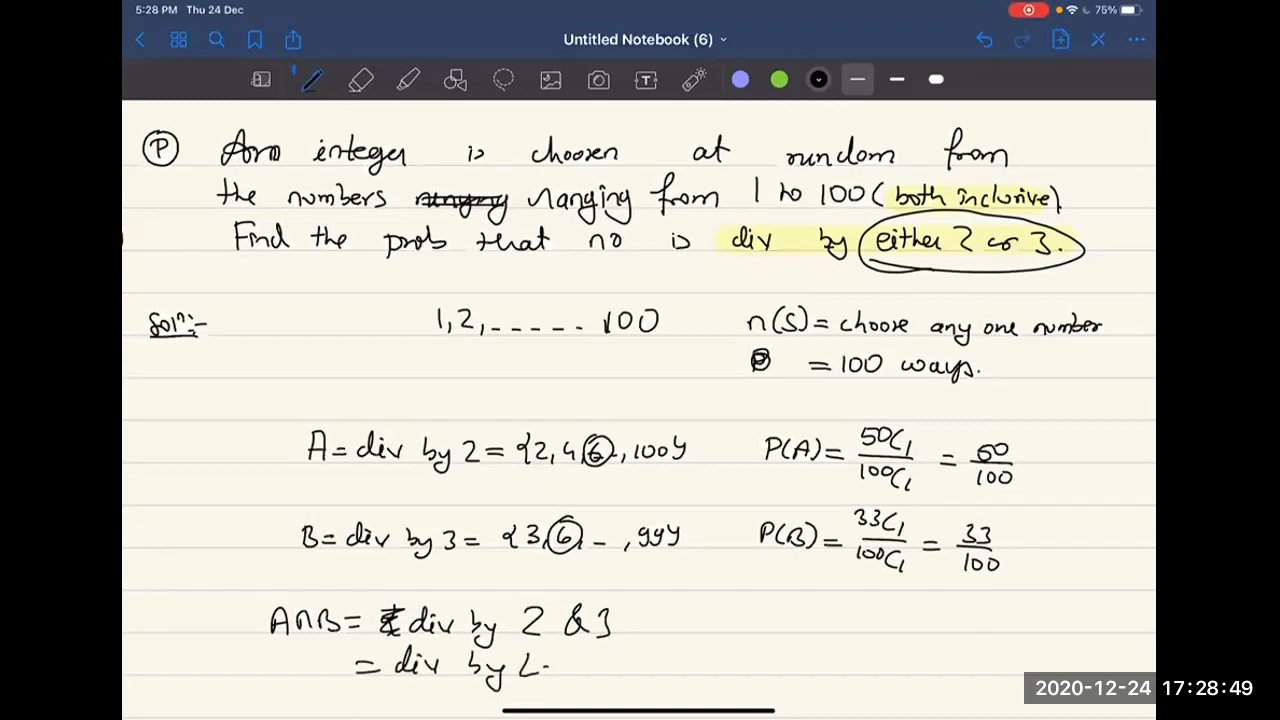 5:28 PM Thu 24 Dec
75%
Untitled Notebook (6)
P An integer is choosen at rundom from
the numbers ranging from 1 to 100 (both inclusive).
Find the prob that no is div by either 2 or 3.
Soln:-
1,2,----- 100
n(S) = choose any one number
= 100 ways.
A = div by 2 = {2,4,6-,100}
P(A) = 50C1/100C1 = 50/100
B = div by 3 = {3,6,-,99}
P(B) = 33C1/100C1 = 33/100
A∩B = div by 2 & 3
= div by L
2020-12-24 17:28:49